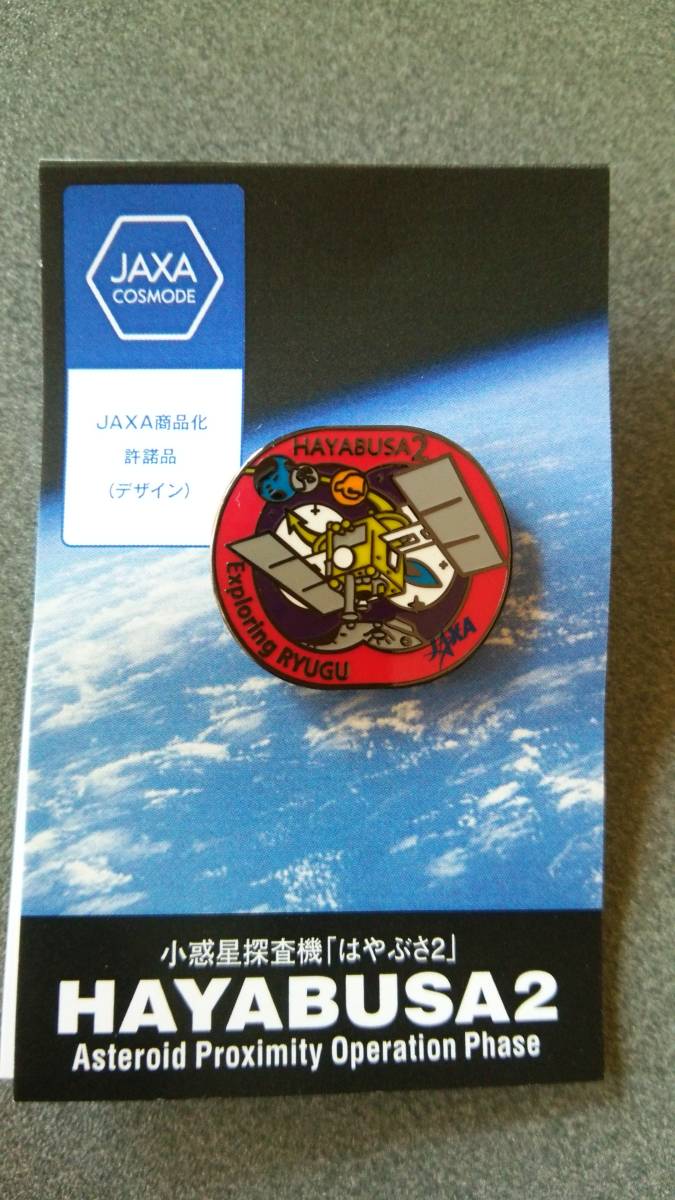 JAXA
COSMODE
JAXA商品化
許諾品
(デザイン)
HAYABUSA2
Exploring RYUGU
JAXA
小惑星探査機「はやぶさ2」
HAYABUSA2
Asteroid Proximity Operation Phase